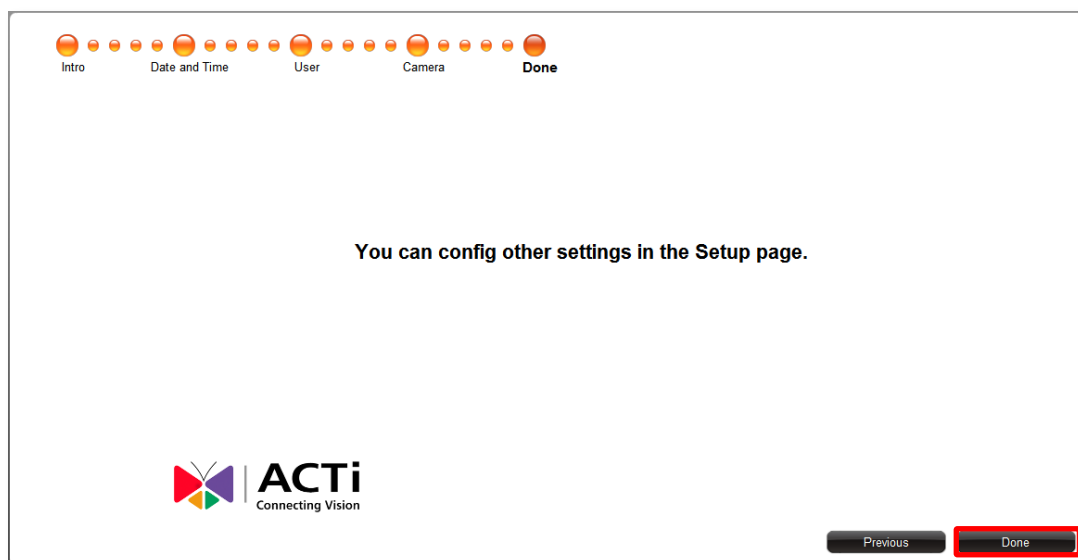 Intro Date and Time User Camera Done
You can config other settings in the Setup page.
ACTi
Connecting Vision
Previous Done